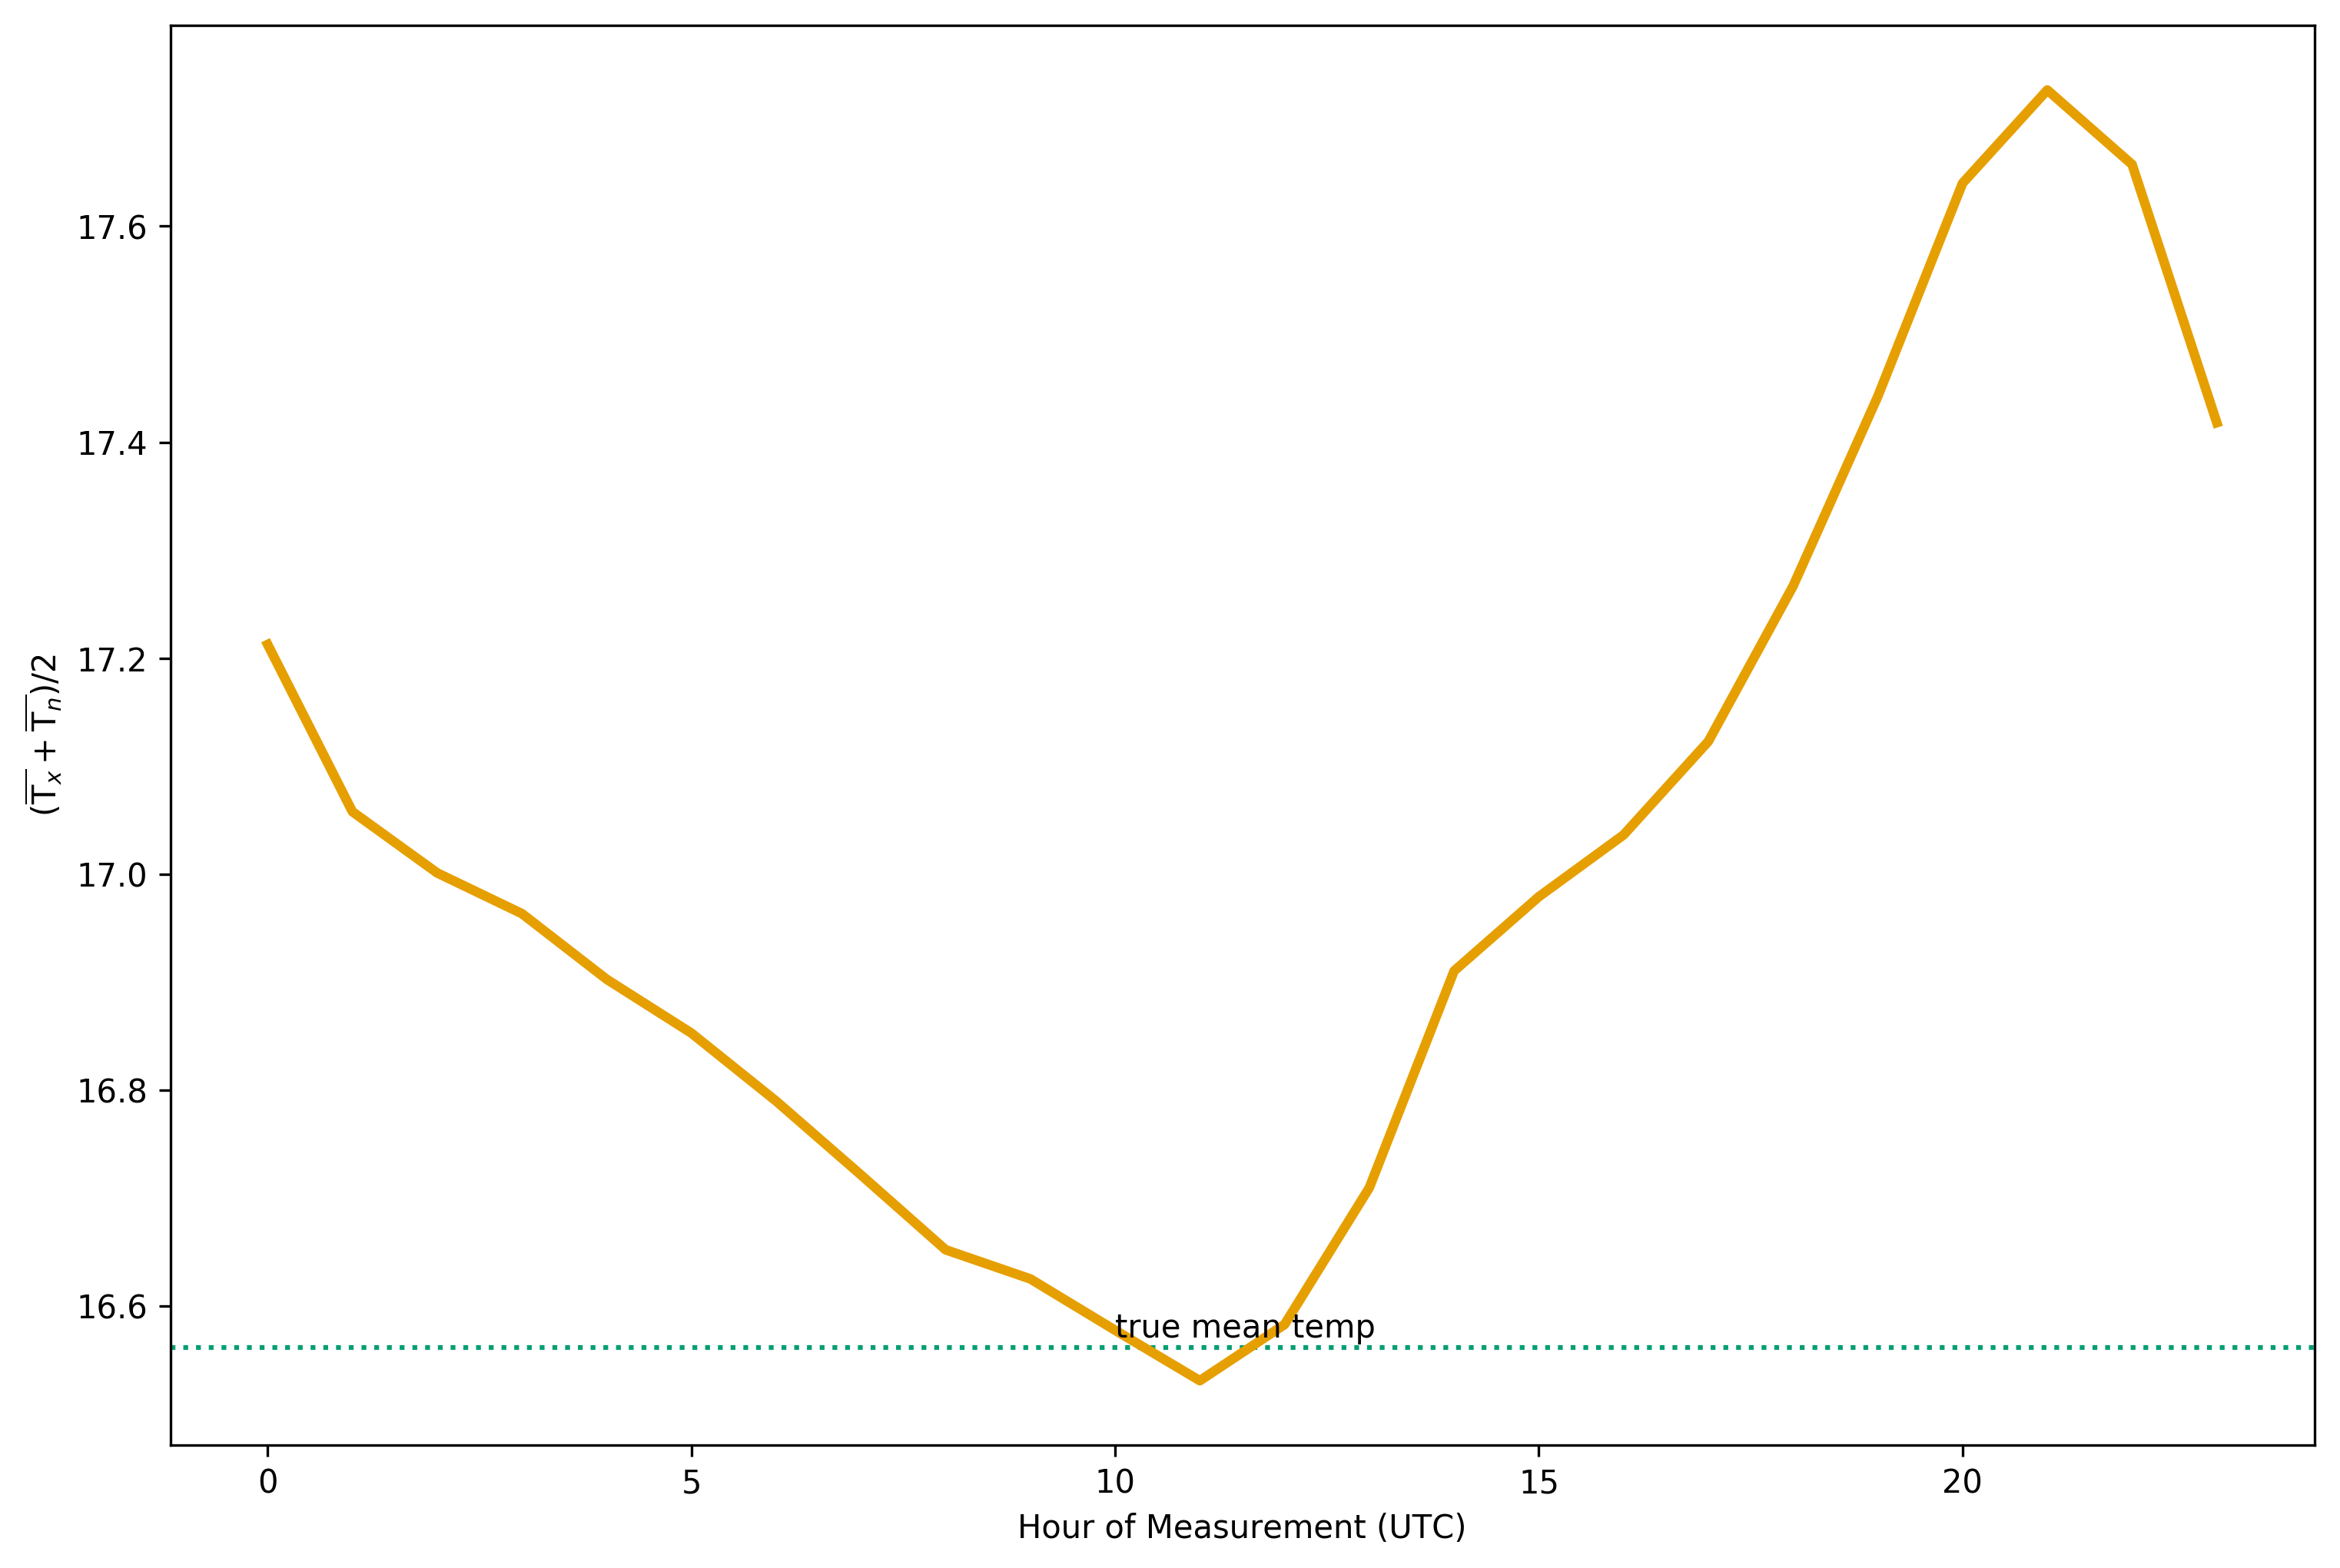 17.6
17.4
17.2
17.0
16.8
16.6
(T̅ₓ + T̅ₙ)/2
true mean temp
0 5 10 15 20
Hour of Measurement (UTC)